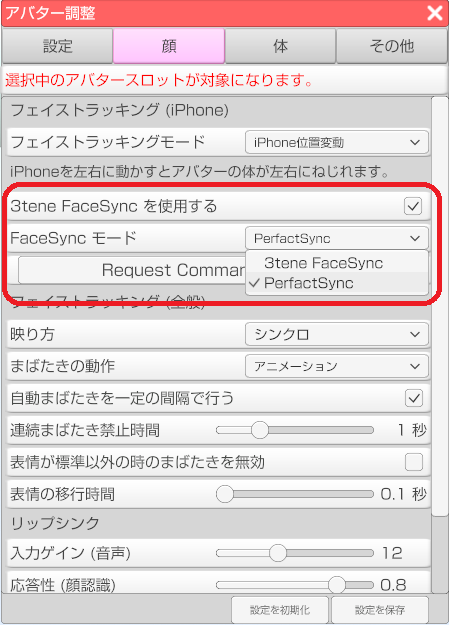 アバター調整
設定 顔 体 その他
選択中のアバタースロットが対象になります。
フェイストラッキング (iPhone)
フェイストラッキングモード iPhone位置変動
iPhoneを左右に動かすとアバターの体が左右にねじれます。
3tene FaceSync を使用する
FaceSync モード PerfactSync
3tene FaceSync
Request Comman
PerfactSync
フェイストラッキング (全般)
映り方 シンクロ
まばたきの動作 アニメーション
自動まばたきを一定の間隔で行う
連続まばたき禁止時間 1 秒
表情が標準以外の時のまばたきを無効
表情の移行時間 0.1 秒
リップシンク
入力ゲイン (音声) 12
応答性 (顔認識) 0.8
設定を初期化 設定を保存